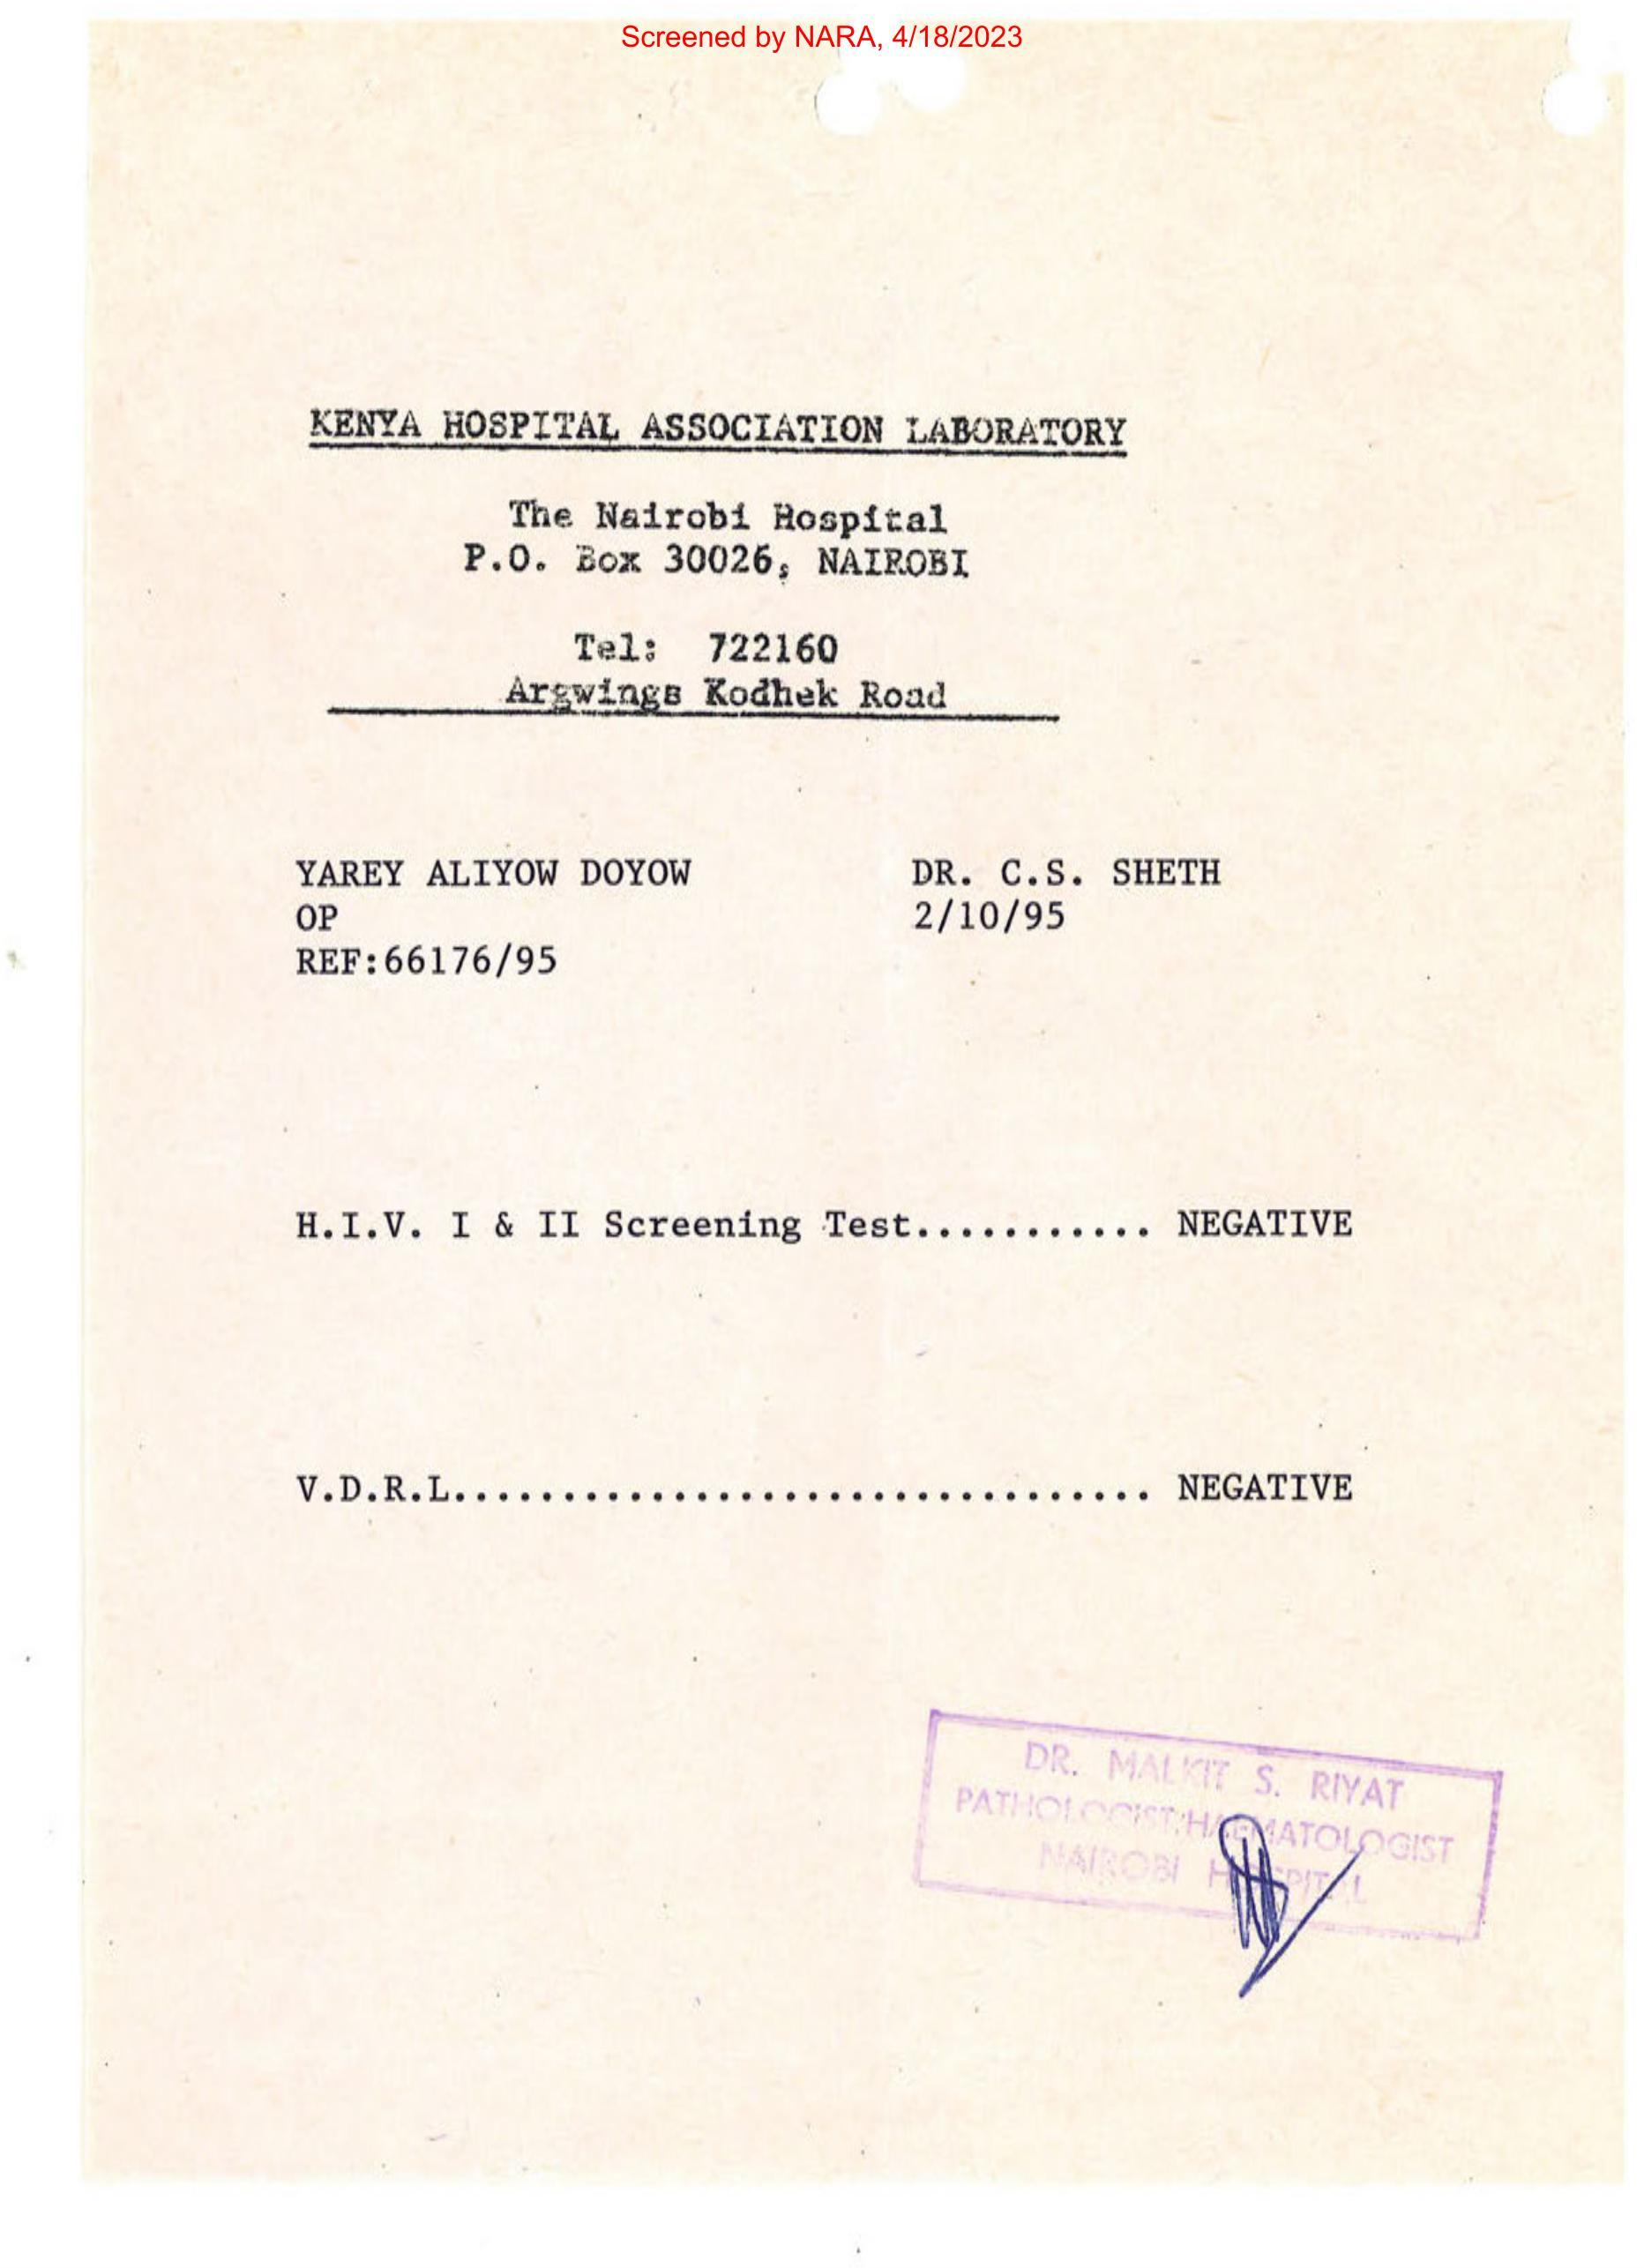 Screened by NARA, 4/18/2023
KENYA HOSPITAL ASSOCIATION LABORATORY
The Nairobi Hospital
P.O. Box 30026, NAIROBI
Tel: 722160
Argwings Kodhek Road
YAREY ALIYOW DOYOW DR. C.S. SHETH
OP 2/10/95
REF:66176/95
H.I.V. I & II Screening Test........... NEGATIVE
V.D.R.L................................ NEGATIVE
DR. MALKIT S. RIYAT
PATHOLOGIST/HAEMATOLOGIST
NAIROBI HOSPITAL